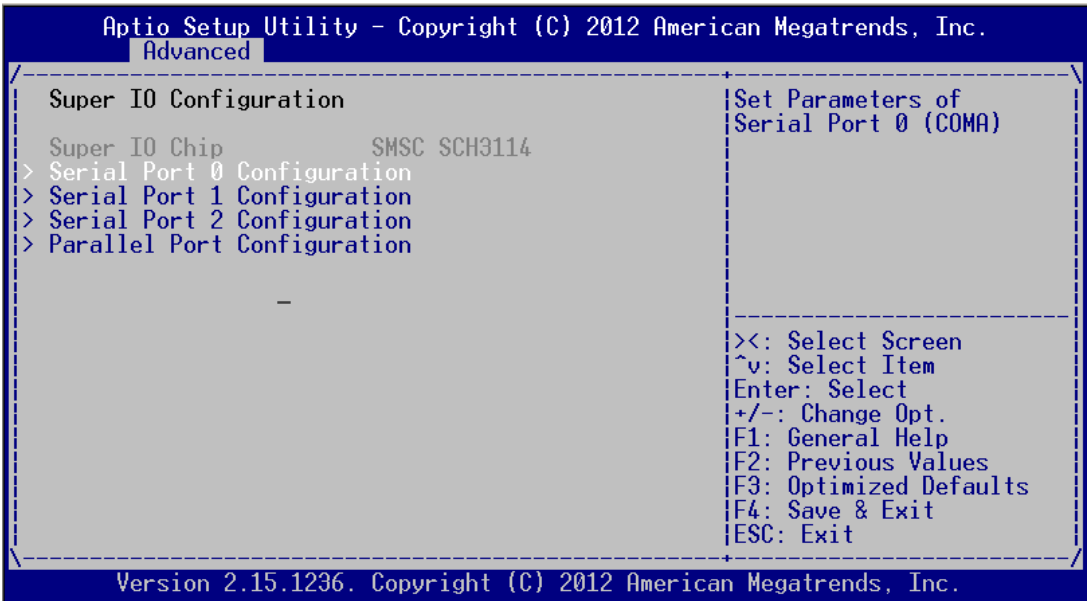 Aptio Setup Utility – Copyright (C) 2012 American Megatrends, Inc.
Advanced
Super IO Configuration
Super IO Chip SMSC SCH3114
> Serial Port 0 Configuration
> Serial Port 1 Configuration
> Serial Port 2 Configuration
> Parallel Port Configuration
Set Parameters of
Serial Port 0 (COMA)
><: Select Screen
^v: Select Item
Enter: Select
+/-: Change Opt.
F1: General Help
F2: Previous Values
F3: Optimized Defaults
F4: Save & Exit
ESC: Exit
Version 2.15.1236. Copyright (C) 2012 American Megatrends, Inc.